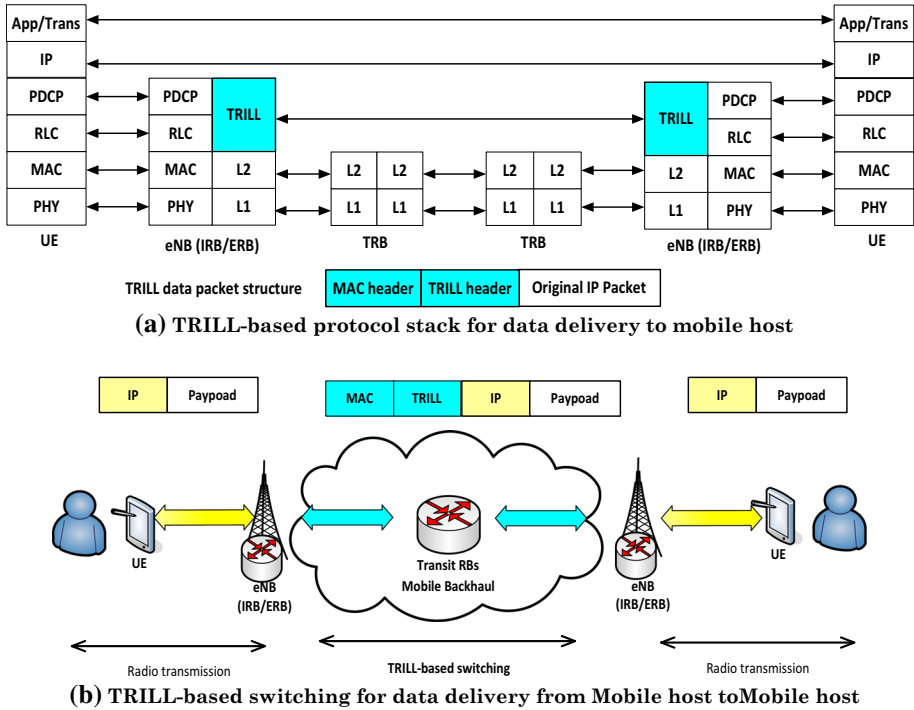 App/Trans App/Trans
IP IP
PDCP PDCP TRILL TRILL PDCP PDCP
RLC RLC RLC RLC
MAC MAC L2 L2 L2 L2 L2 L2 MAC MAC
PHY PHY L1 L1 L1 L1 L1 L1 PHY PHY
UE eNB (IRB/ERB) TRB TRB eNB (IRB/ERB) UE
TRILL data packet structure MAC header TRILL header Original IP Packet
(a) TRILL-based protocol stack for data delivery to mobile host
IP Paypoad MAC TRILL IP Paypoad IP Paypoad
UE
eNB
(IRB/ERB)
Transit RBs
Mobile Backhaul
eNB
(IRB/ERB)
UE
Radio transmission TRILL-based switching Radio transmission
(b) TRILL-based switching for data delivery from Mobile host toMobile host